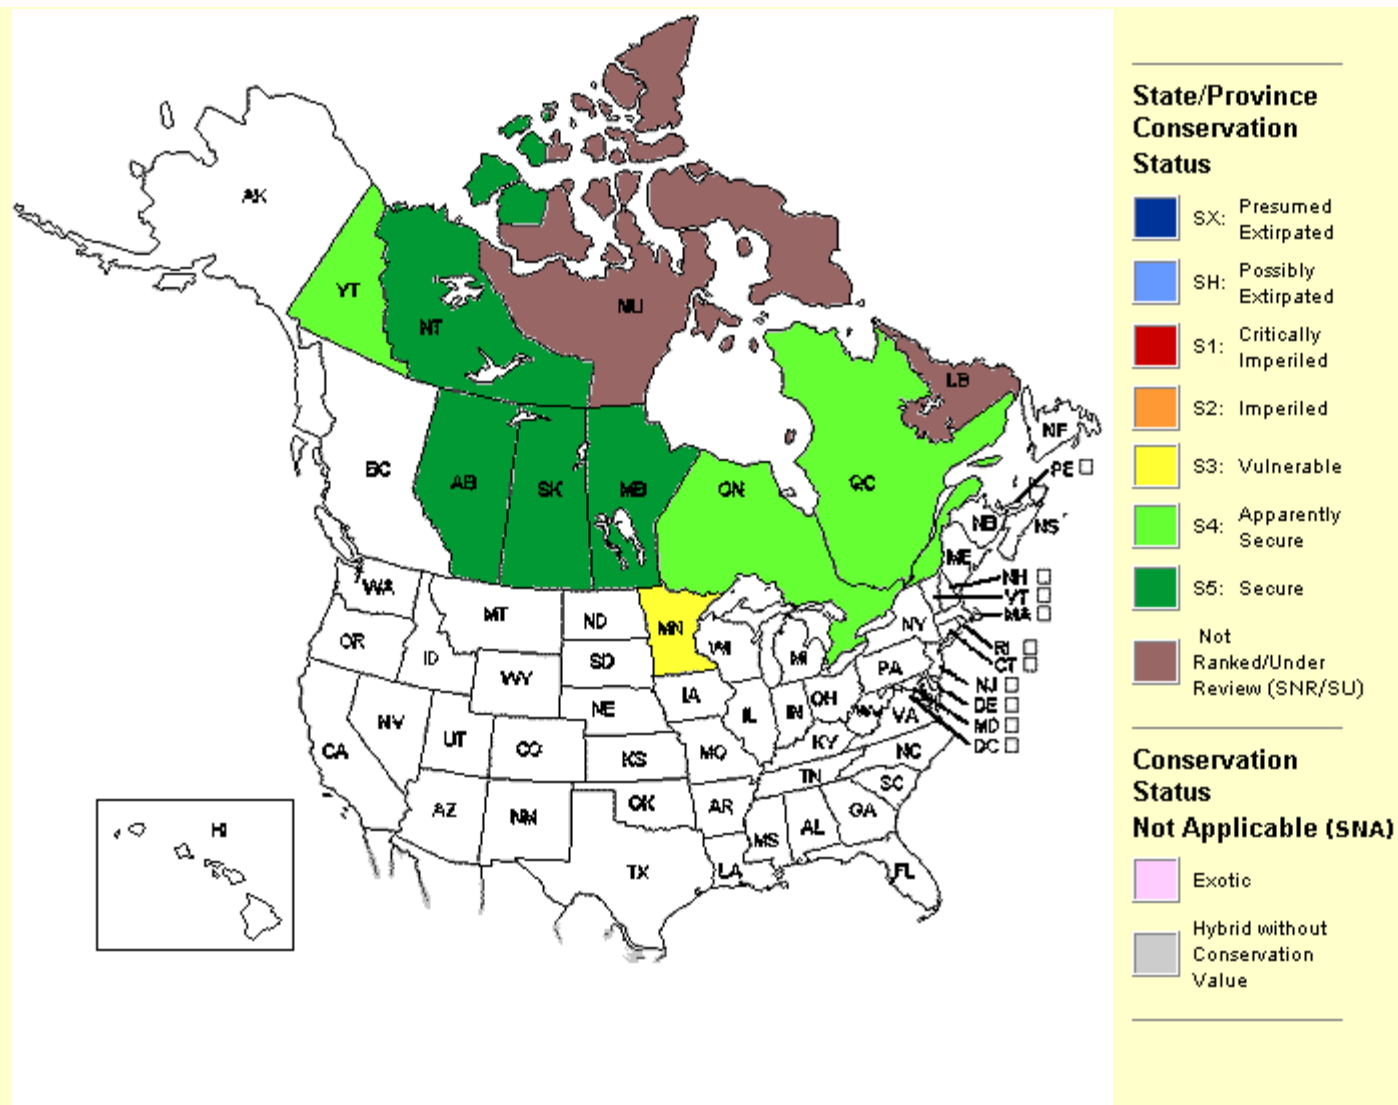 AK
YT
NT
NU
LB
NF
PE
BC
AB
SK
MB
ON
QC
NB
NS
ME
WA
MT
ND
MN
NH
VT
MA
OR
ID
WY
SD
WI
MI
NY
RI
CT
NV
UT
CO
NE
IA
IL
IN
OH
PA
NJ
DE
MD
DC
CA
KS
MO
KY
WV
VA
NC
AZ
NM
OK
AR
TN
SC
HI
TX
LA
MS
AL
GA
FL
State/Province
Conservation
Status
SX: Presumed
Extirpated
SH: Possibly
Extirpated
S1: Critically
Imperiled
S2: Imperiled
S3: Vulnerable
S4: Apparently
Secure
S5: Secure
Not
Ranked/Under
Review (SNR/SU)
Conservation
Status
Not Applicable (SNA)
Exotic
Hybrid without
Conservation
Value